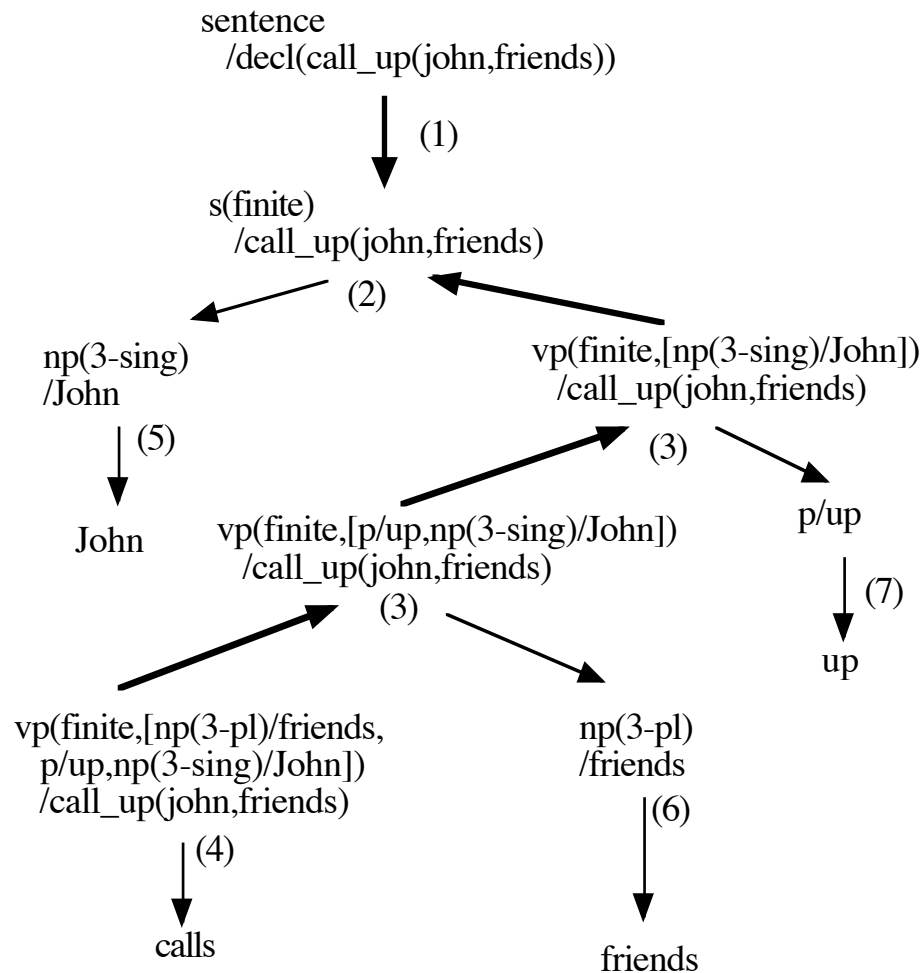 sentence
/decl(call_up(john,friends))
(1)
s(finite)
/call_up(john,friends)
(2)
np(3-sing)
/John
vp(finite,[np(3-sing)/John])
/call_up(john,friends)
(5)
(3)
John
vp(finite,[p/up,np(3-sing)/John])
/call_up(john,friends)
p/up
(3)
(7)
up
vp(finite,[np(3-pl)/friends,
p/up,np(3-sing)/John])
/call_up(john,friends)
np(3-pl)
/friends
(4)
(6)
calls
friends